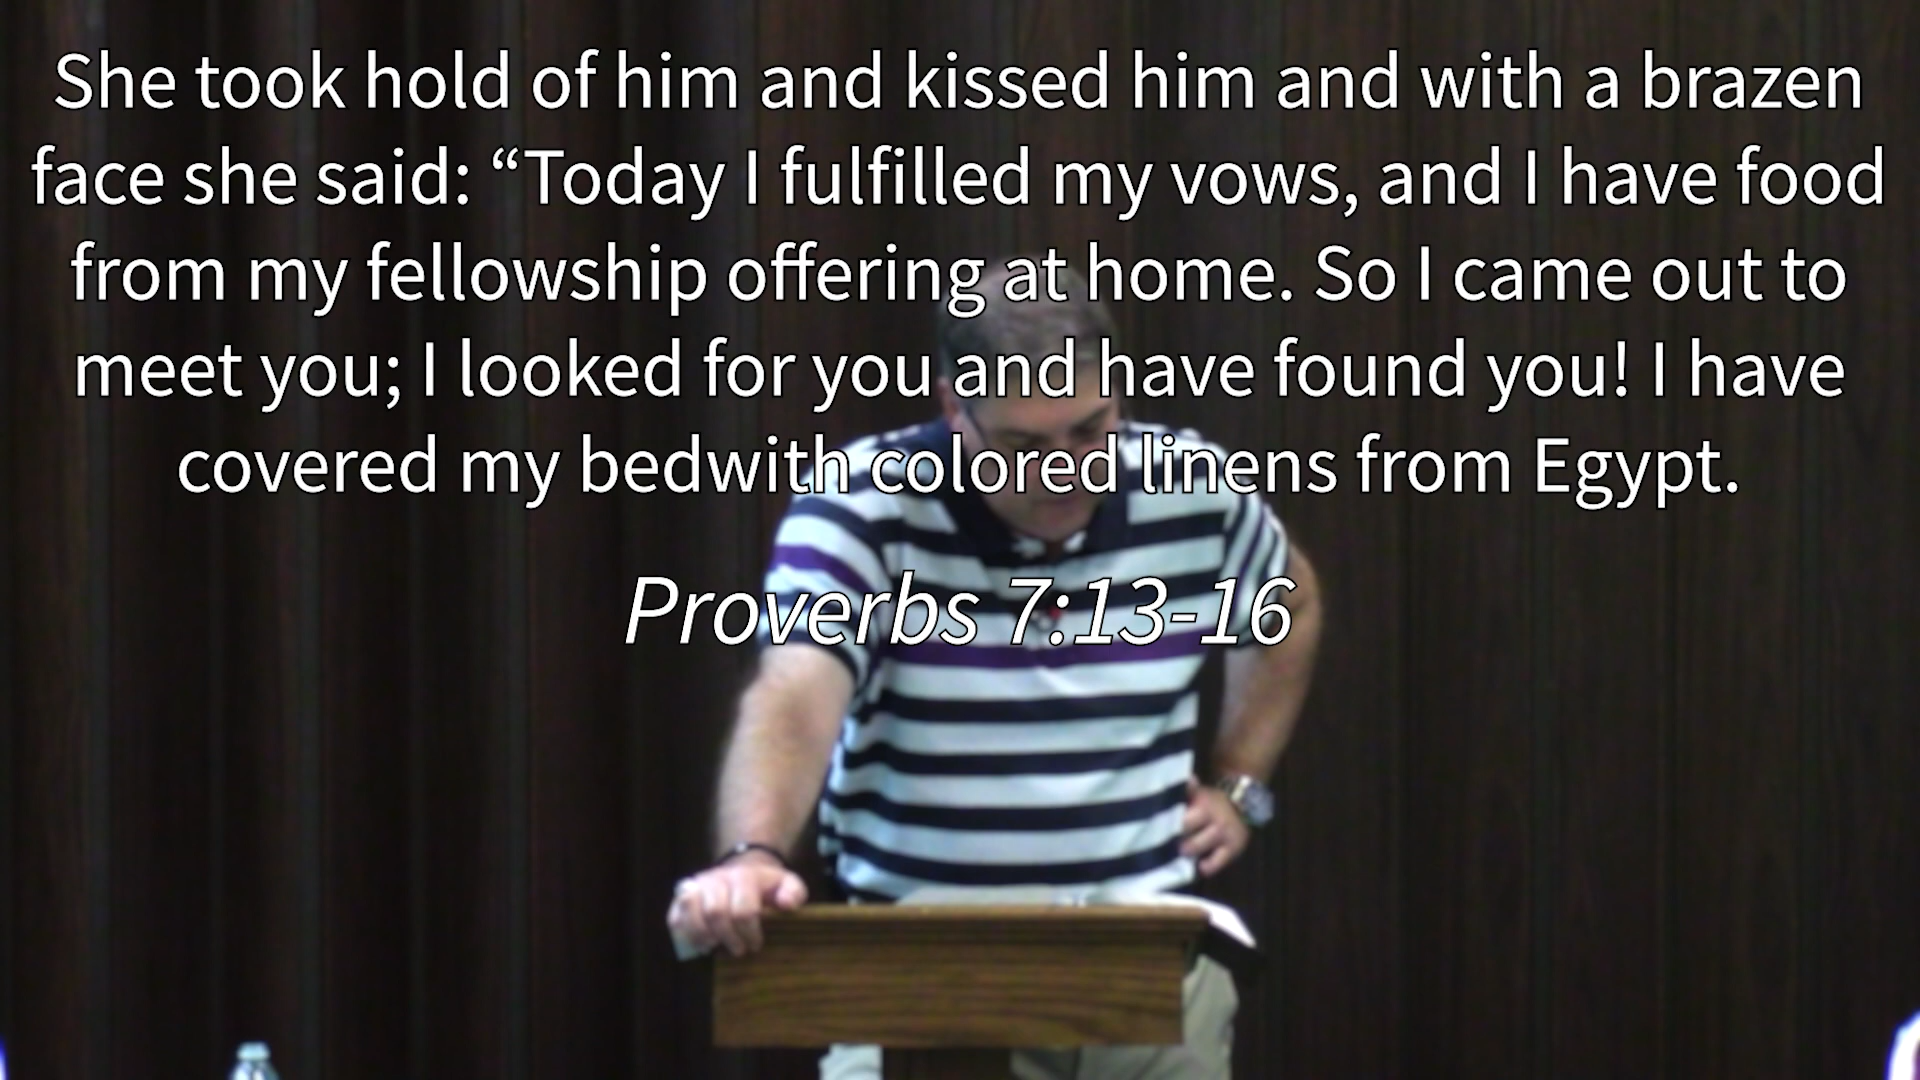 She took hold of him and kissed him and with a brazen
face she said: “Today I fulfilled my vows, and I have food
from my fellowship offering at home. So I came out to
meet you; I looked for you and have found you! I have
covered my bedwith colored linens from Egypt.
Proverbs 7:13-16